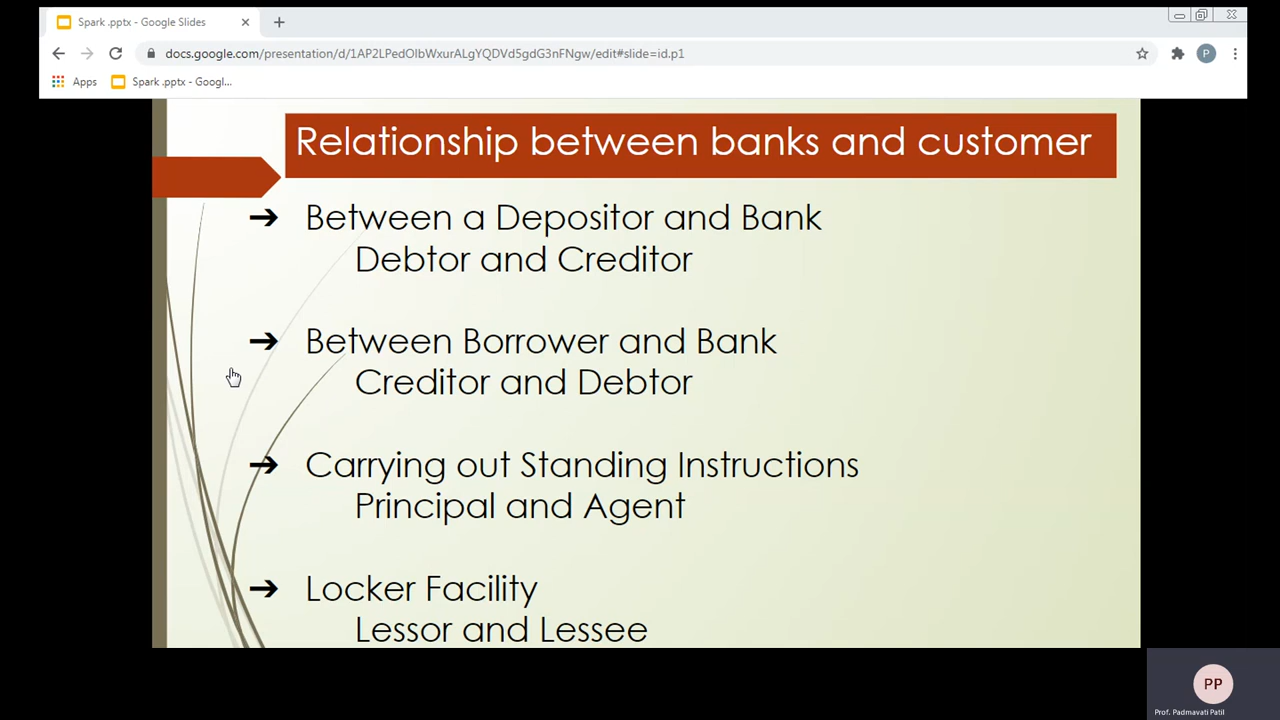 Spark .pptx - Google Slides
docs.google.com/presentation/d/1AP2LPedOlbWxurALgYQDVd5gdG3nFNgw/edit#slide=id.p1
P
Apps
Spark .pptx - Googl...
Relationship between banks and customer
Between a Depositor and Bank
Debtor and Creditor
Between Borrower and Bank
Creditor and Debtor
Carrying out Standing Instructions
Principal and Agent
Locker Facility
Lessor and Lessee
PP
Prof. Padmavati Patil